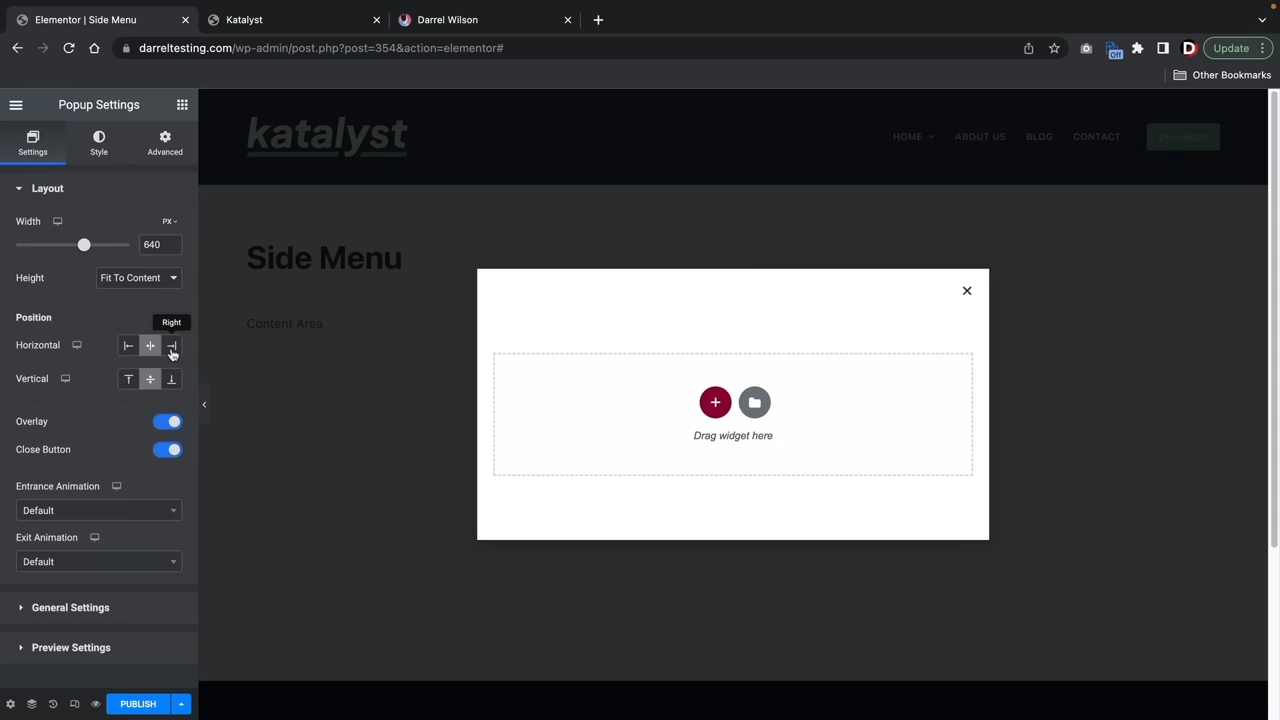 Elementor | Side Menu
Katalyst
Darrel Wilson
darreltesting.com/wp-admin/post.php?post=354&action=elementor#
Off
D
Update
Other Bookmarks
Popup Settings
Settings
Style
Advanced
Layout
Width
PX
640
Height
Fit To Content
Position
Right
Horizontal
Vertical
Overlay
Close Button
Entrance Animation
Default
Exit Animation
Default
General Settings
Preview Settings
PUBLISH
katalyst
HOME
ABOUT US
BLOG
CONTACT
Download
Side Menu
Content Area
Drag widget here